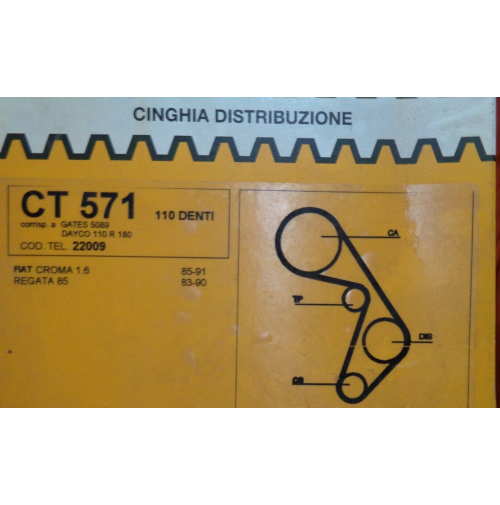 CINGHIA DISTRIBUZIONE
CT 571 110 DENTI
corrisp. a GATES 5089
DAYCO 110 R 180
COD. TEL. 22009
FIAT CROMA 1.6 85-91
REGATA 85 83-90
CA
TP
DIS
CS